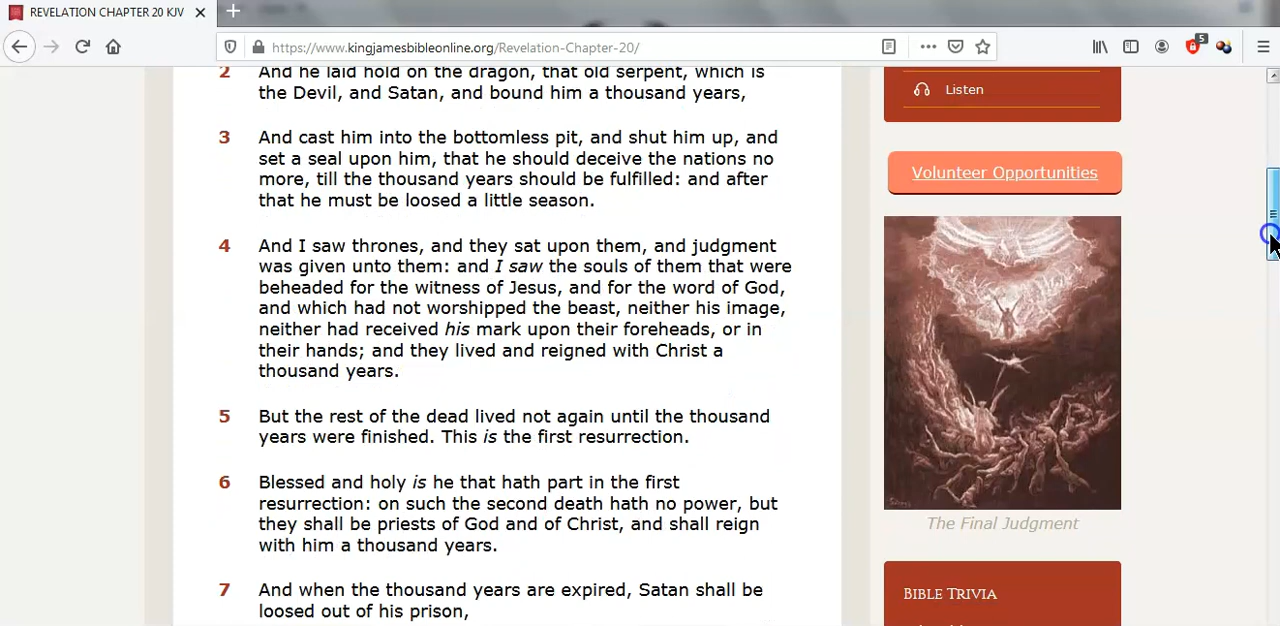 REVELATION CHAPTER 20 KJV
https://www.kingjamesbibleonline.org/Revelation-Chapter-20/
5
2 And he laid hold on the dragon, that old serpent, which is
the Devil, and Satan, and bound him a thousand years,
3 And cast him into the bottomless pit, and shut him up, and
set a seal upon him, that he should deceive the nations no
more, till the thousand years should be fulfilled: and after
that he must be loosed a little season.
4 And I saw thrones, and they sat upon them, and judgment
was given unto them: and I saw the souls of them that were
beheaded for the witness of Jesus, and for the word of God,
and which had not worshipped the beast, neither his image,
neither had received his mark upon their foreheads, or in
their hands; and they lived and reigned with Christ a
thousand years.
5 But the rest of the dead lived not again until the thousand
years were finished. This is the first resurrection.
6 Blessed and holy is he that hath part in the first
resurrection: on such the second death hath no power, but
they shall be priests of God and of Christ, and shall reign
with him a thousand years.
7 And when the thousand years are expired, Satan shall be
loosed out of his prison,
Listen
Volunteer Opportunities
The Final Judgment
BIBLE TRIVIA